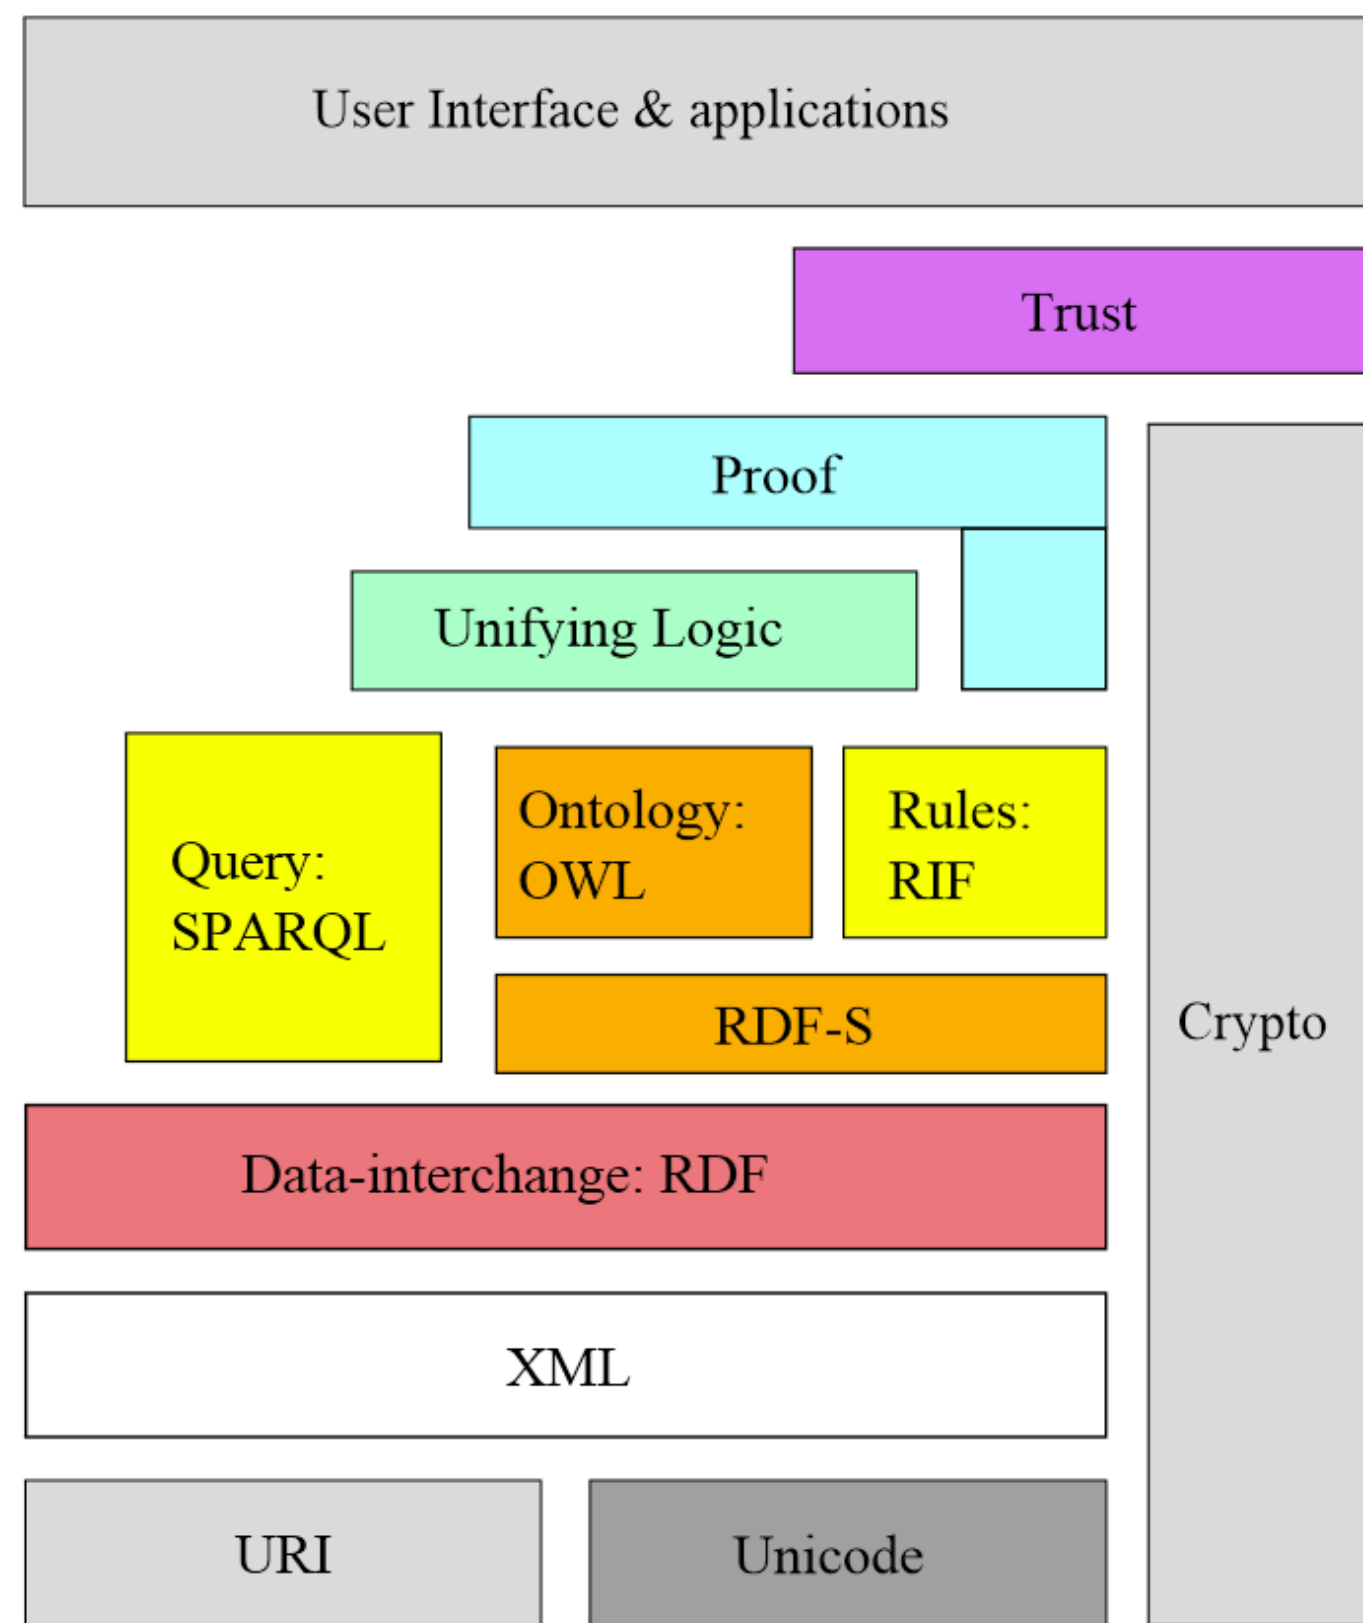 User Interface & applications
Trust
Proof
Unifying Logic
Query:
SPARQL
Ontology:
OWL
Rules:
RIF
RDF-S
Crypto
Data-interchange: RDF
XML
URI
Unicode